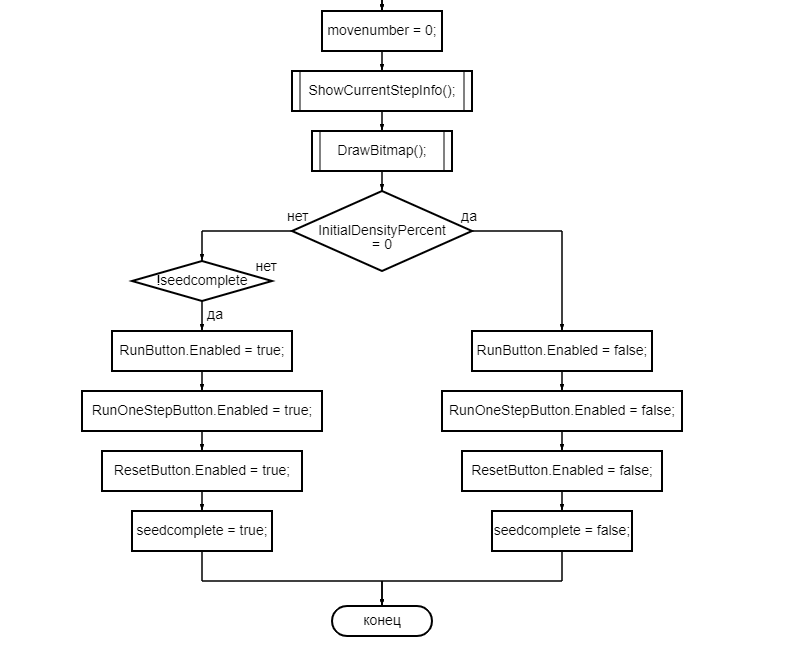 movenumber = 0;
ShowCurrentStepInfo();
DrawBitmap();
нет
да
InitialDensityPercent
= 0
нет
!seedcomplete
да
RunButton.Enabled = true;
RunOneStepButton.Enabled = true;
ResetButton.Enabled = true;
seedcomplete = true;
RunButton.Enabled = false;
RunOneStepButton.Enabled = false;
ResetButton.Enabled = false;
seedcomplete = false;
конец